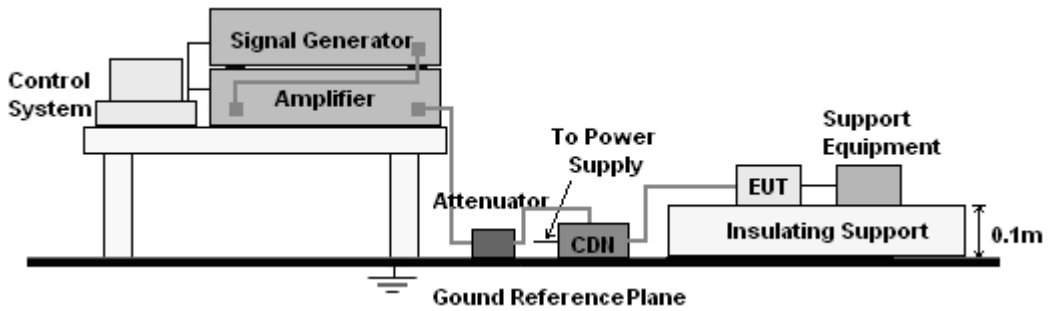 Signal Generator
Control
System
Amplifier
To Power
Supply
Support
Equipment
Attenuator
EUT
CDN
Insulating Support
0.1m
Gound Reference Plane